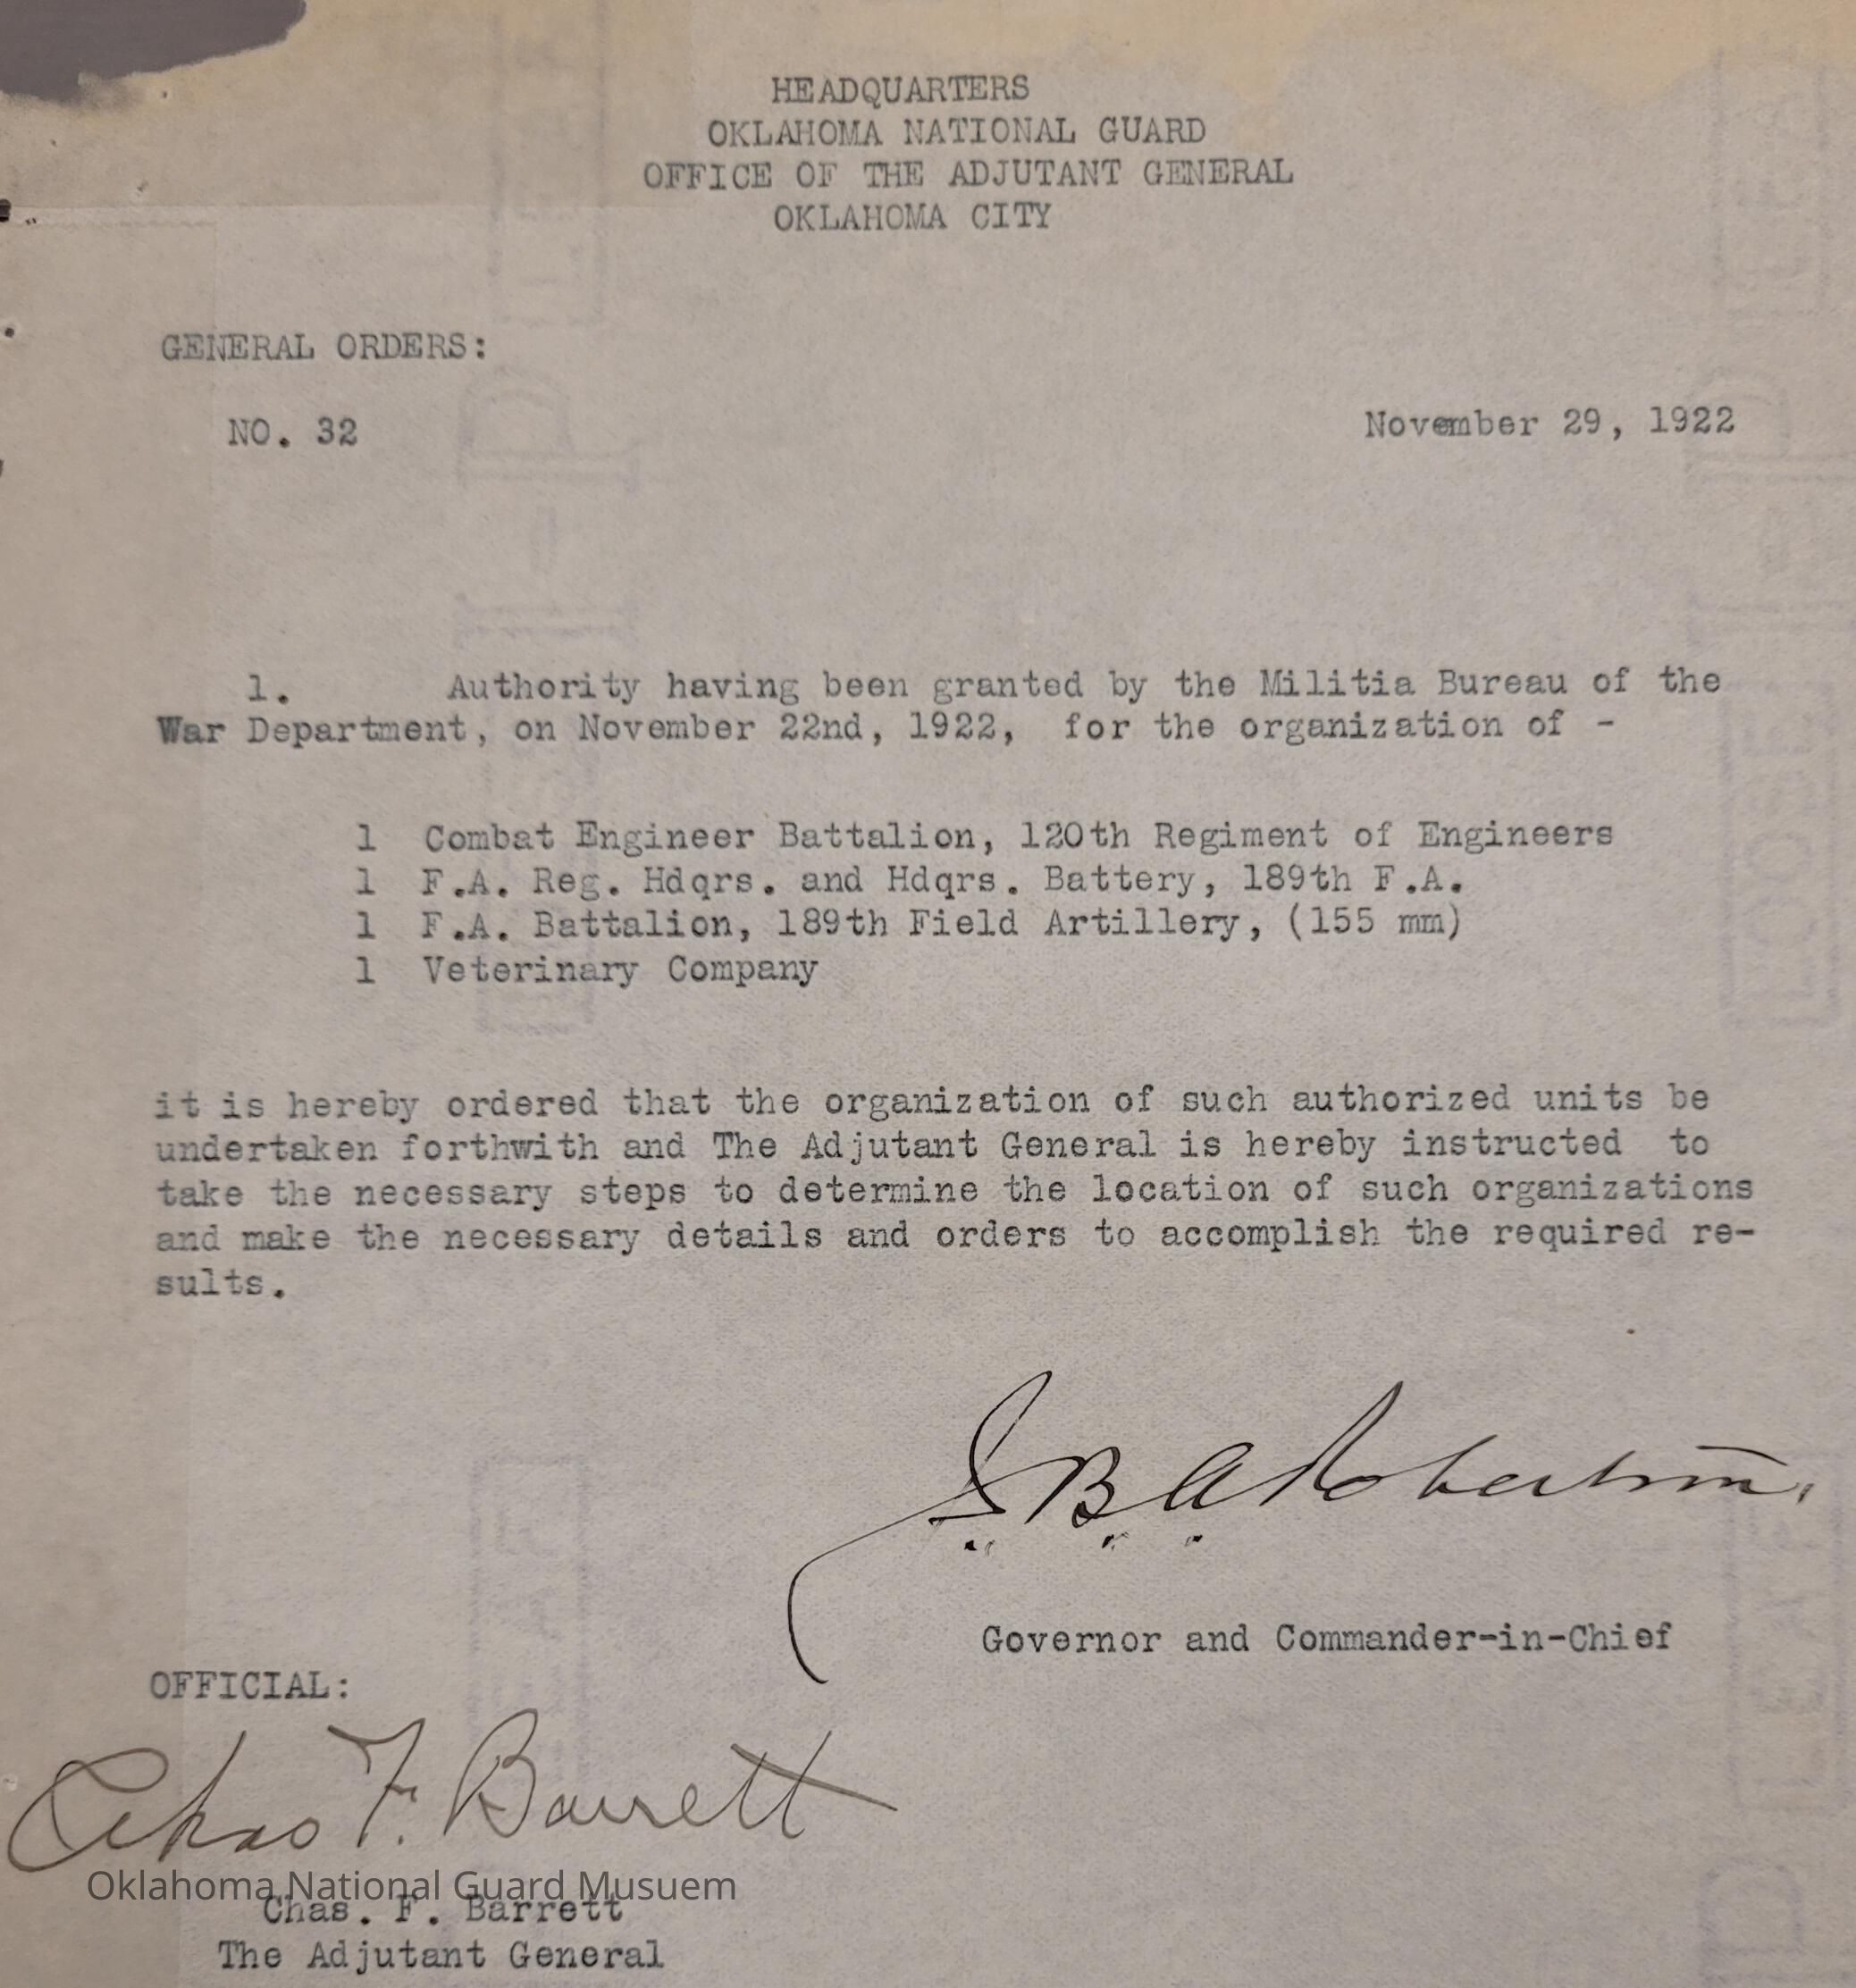 HEADQUARTERS
OKLAHOMA NATIONAL GUARD
OFFICE OF THE ADJUTANT GENERAL
OKLAHOMA CITY
GENERAL ORDERS:
NO. 32
November 29, 1922
1. Authority having been granted by the Militia Bureau of the
War Department, on November 22nd, 1922, for the organization of -
1 Combat Engineer Battalion, 120th Regiment of Engineers
1 F.A. Reg. Hdqrs. and Hdqrs. Battery, 189th F.A.
1 F.A. Battalion, 189th Field Artillery, (155 mm)
1 Veterinary Company
it is hereby ordered that the organization of such authorized units be
undertaken forthwith and The Adjutant General is hereby instructed to
take the necessary steps to determine the location of such organizations
and make the necessary details and orders to accomplish the required re-
sults.
J B A Robertson.
Governor and Commander-in-Chief
OFFICIAL:
Chas F. Barrett
Oklahoma National Guard Musuem
Chas. F. Barrett
The Adjutant General